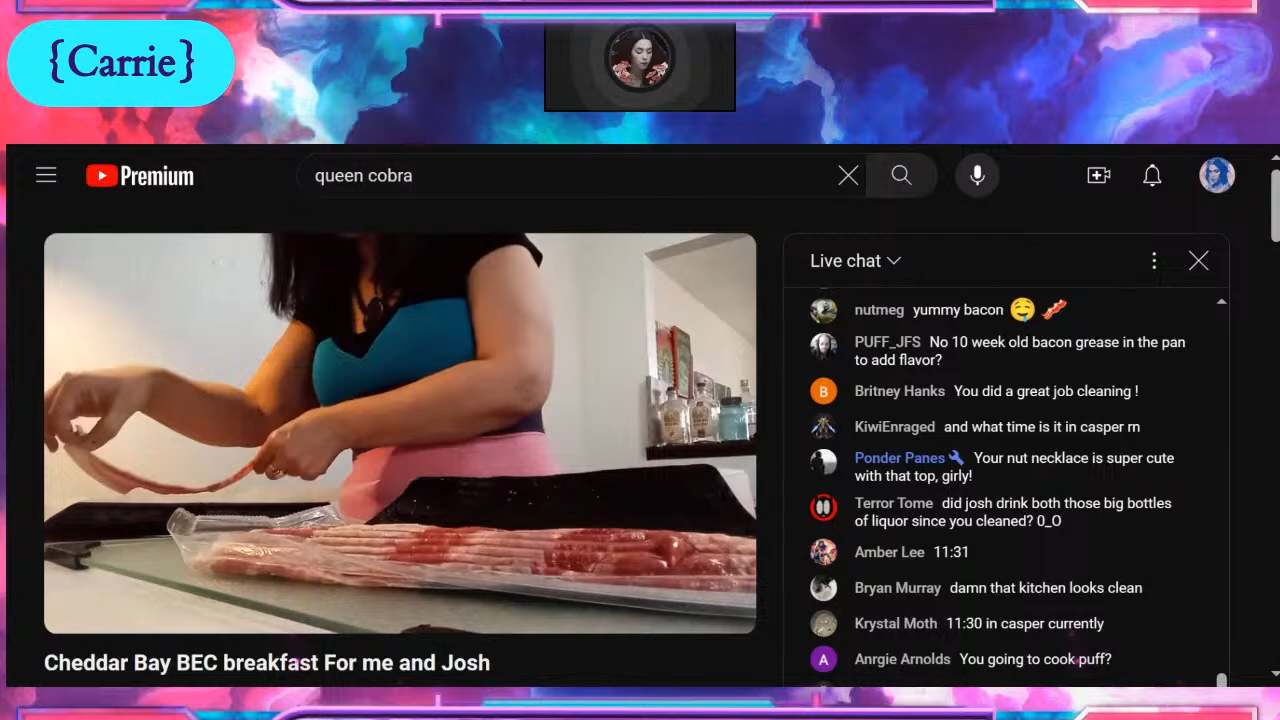 {Carrie}
Premium
queen cobra
Live chat
nutmeg yummy bacon
PUFF_JFS No 10 week old bacon grease in the pan
to add flavor?
Britney Hanks You did a great job cleaning !
KiwiEnraged and what time is it in casper rn
Ponder Panes Your nut necklace is super cute
with that top, girly!
Terror Tome did josh drink both those big bottles
of liquor since you cleaned? 0_O
Amber Lee 11:31
Bryan Murray damn that kitchen looks clean
Krystal Moth 11:30 in casper currently
A Anrgie Arnolds You going to cook puff?
B
Cheddar Bay BEC breakfast For me and Josh